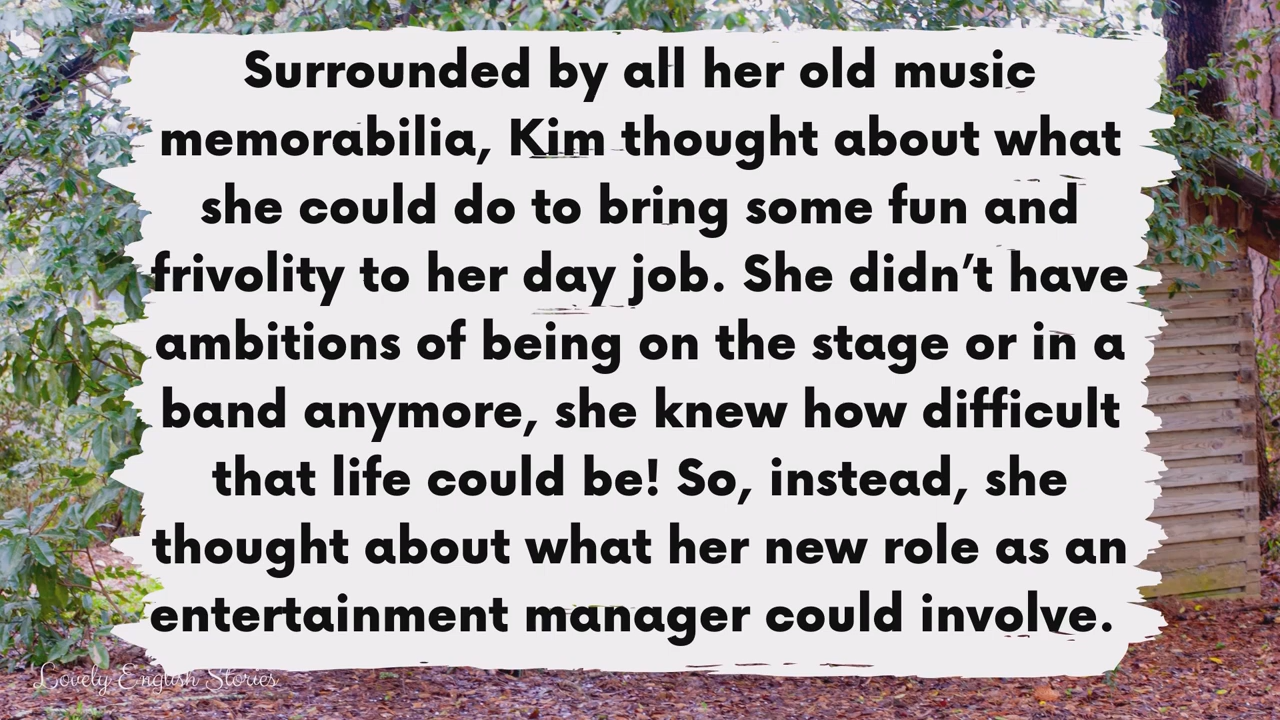 Surrounded by all her old music
memorabilia, Kim thought about what
she could do to bring some fun and
frivolity to her day job. She didn’t have
ambitions of being on the stage or in a
band anymore, she knew how difficult
that life could be! So, instead, she
thought about what her new role as an
entertainment manager could involve.
Lovely English Stories